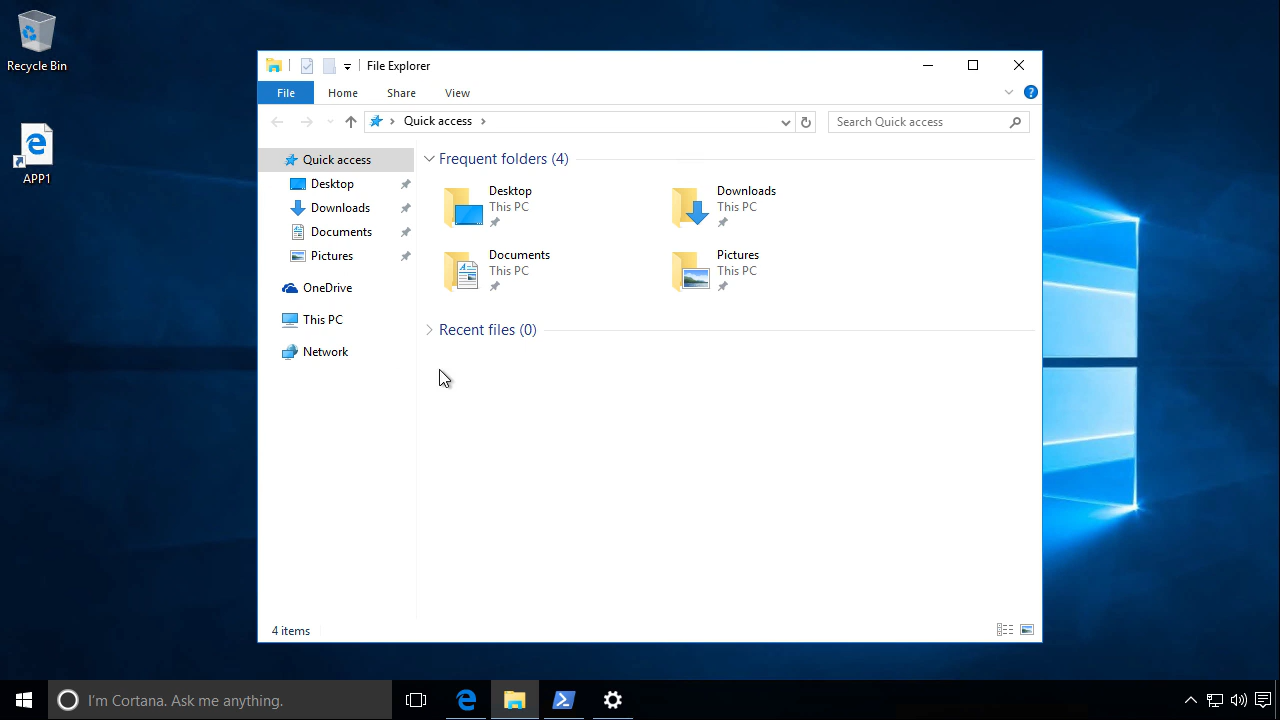 Recycle Bin
APP1
File Explorer
File
Home
Share
View
Quick access
Search Quick access
Quick access
Desktop
Downloads
Documents
Pictures
OneDrive
This PC
Network
Frequent folders (4)
Desktop
This PC
Downloads
This PC
Documents
This PC
Pictures
This PC
Recent files (0)
4 items
I'm Cortana. Ask me anything.